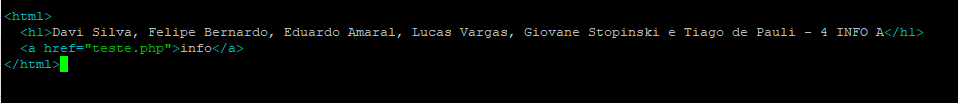 <html>
<h1>Davi Silva, Felipe Bernardo, Eduardo Amaral, Lucas Vargas, Giovane Stopinski e Tiago de Pauli - 4 INFO A</h1>
<a href="teste.php">info</a>
</html>